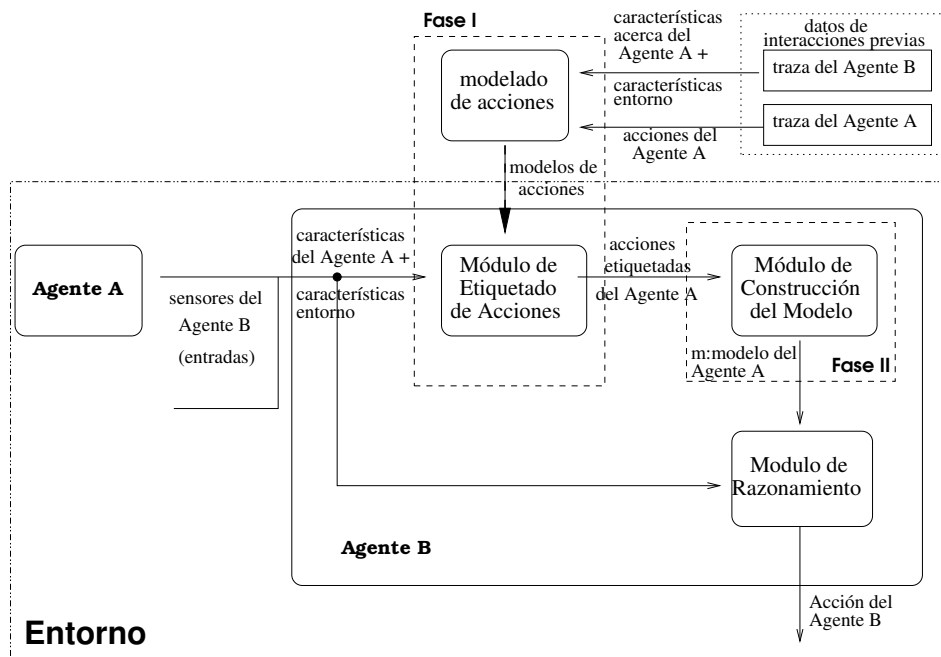 Fase I
características
acerca del
Agente A +
características
entorno
acciones del
Agente A
datos de
interacciones previas
traza del Agente B
traza del Agente A
modelado
de acciones
modelos de
acciones
Agente A
sensores del
Agente B
(entradas)
características
del Agente A +
características
entorno
Módulo de
Etiquetado
de Acciones
acciones
etiquetadas
del Agente A
Módulo de
Construcción
del Modelo
m:modelo del
Agente A
Fase II
Modulo de
Razonamiento
Agente B
Acción del
Agente B
Entorno